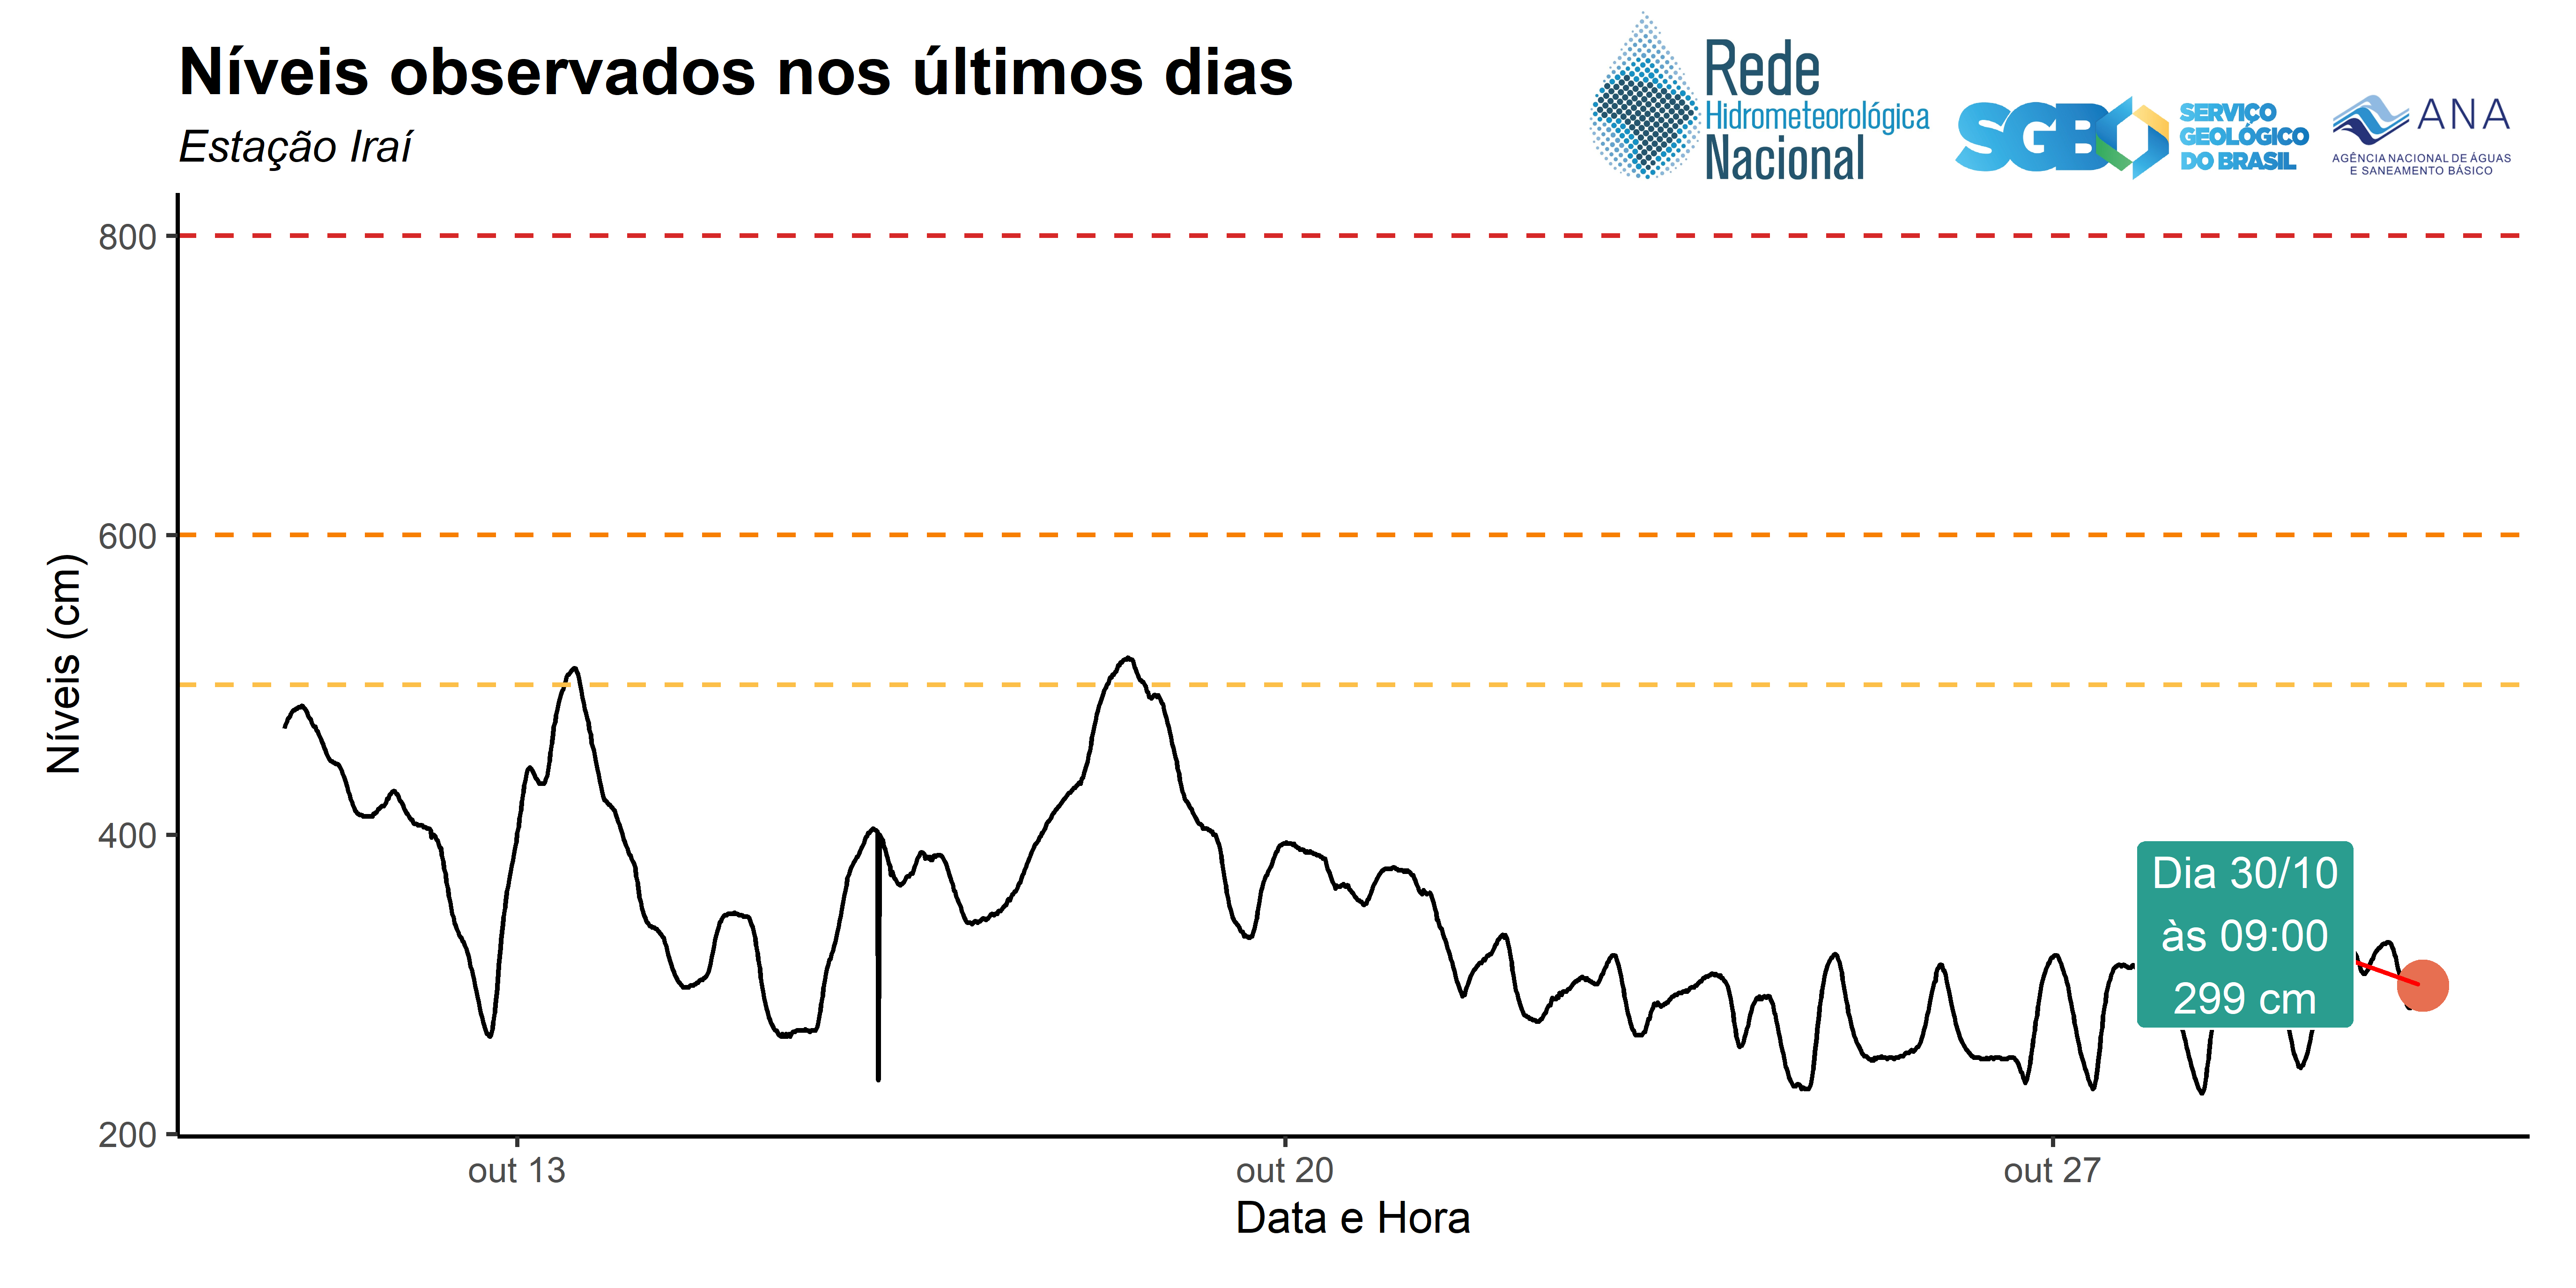 Níveis observados nos últimos dias
Estação Iraí
Rede
Hidrometeorológica
Nacional
SGB
SERVIÇO
GEOLÓGICO
DO BRASIL
ANA
AGÊNCIA NACIONAL DE ÁGUAS
E SANEAMENTO BÁSICO
Níveis (cm)
800
600
400
200
Dia 30/10
às 09:00
299 cm
out 13
out 20
out 27
Data e Hora